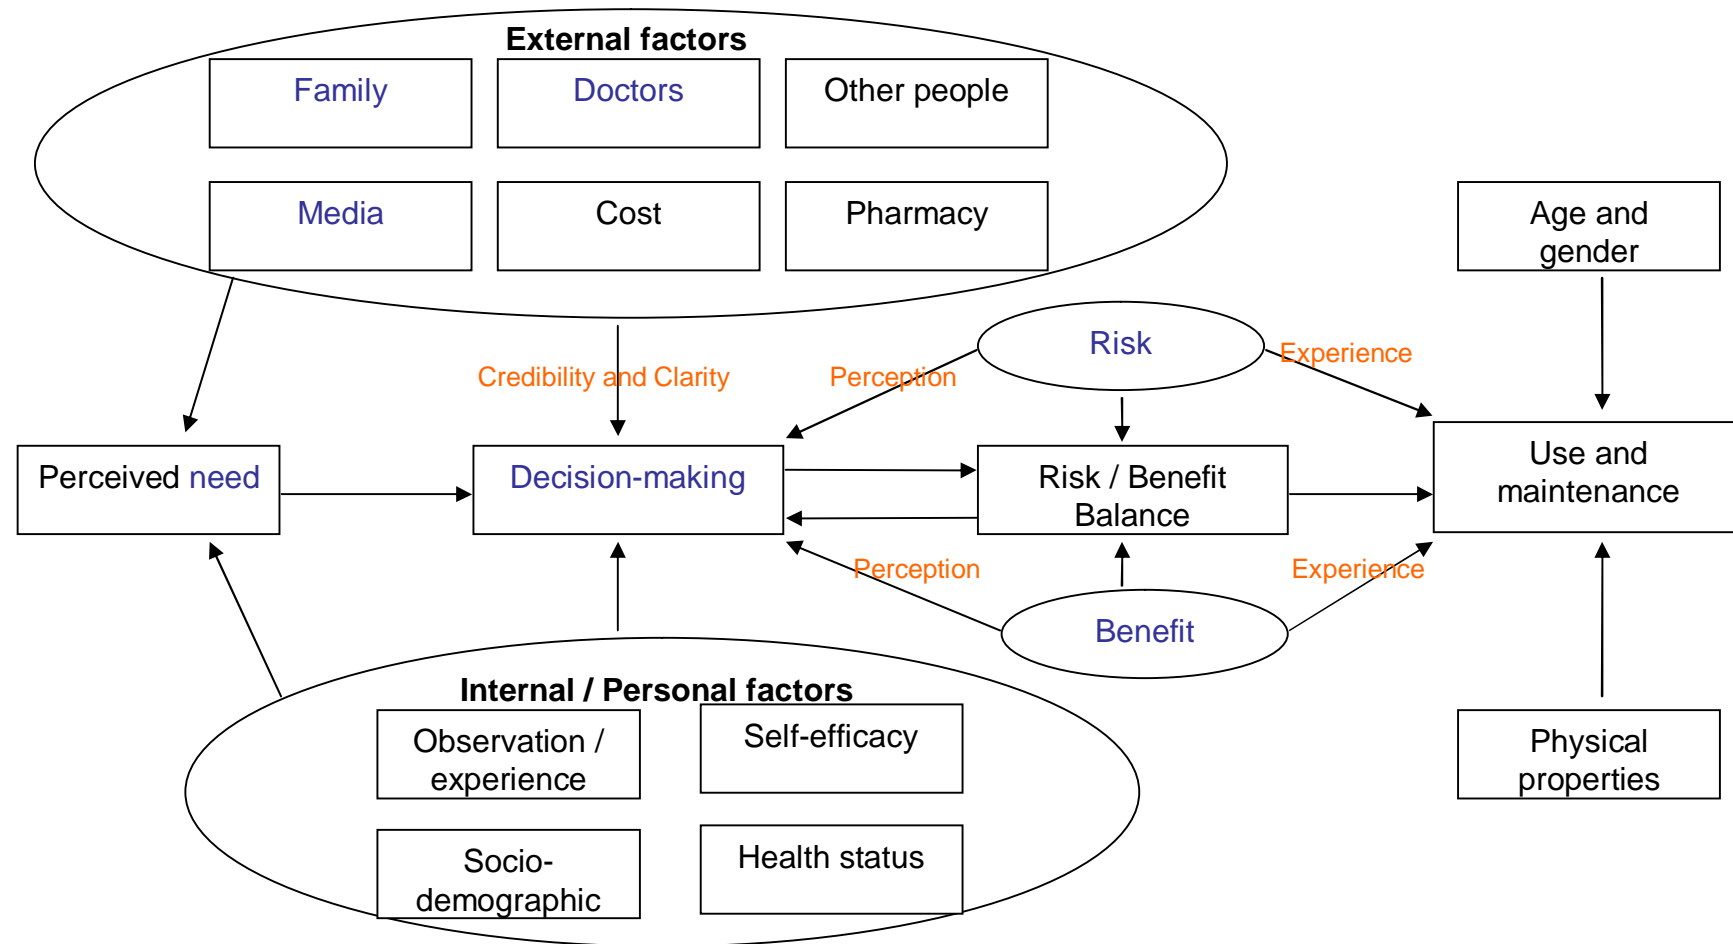 External factors
Family
Doctors
Other people
Media
Cost
Pharmacy
Age and
gender
Risk
Experience
Credibility and Clarity
Perception
Perceived need
Decision-making
Risk / Benefit
Balance
Use and
maintenance
Perception
Experience
Benefit
Internal / Personal factors
Observation /
experience
Self-efficacy
Physical
properties
Socio-
demographic
Health status